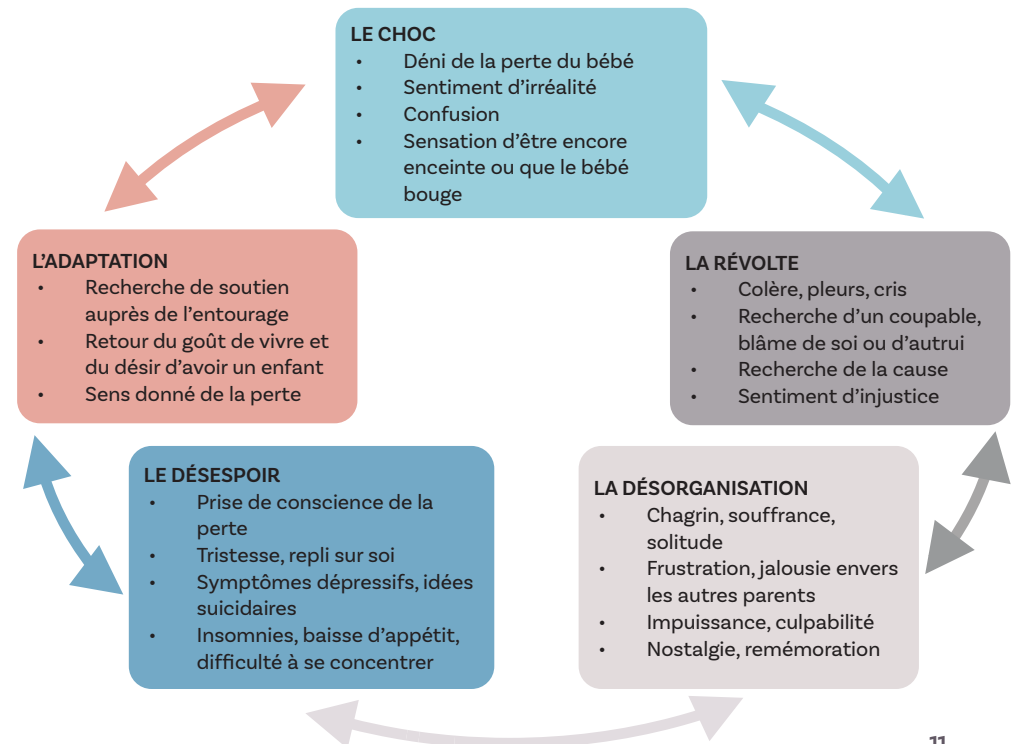 LE CHOC
• Déni de la perte du bébé
• Sentiment d’irréalité
• Confusion
• Sensation d’être encore
enceinte ou que le bébé
bouge
LA RÉVOLTE
• Colère, pleurs, cris
• Recherche d’un coupable,
blâme de soi ou d’autrui
• Recherche de la cause
• Sentiment d’injustice
LA DÉSORGANISATION
• Chagrin, souffrance,
solitude
• Frustration, jalousie envers
les autres parents
• Impuissance, culpabilité
• Nostalgie, remémoration
LE DÉSESPOIR
• Prise de conscience de la
perte
• Tristesse, repli sur soi
• Symptômes dépressifs, idées
suicidaires
• Insomnies, baisse d’appétit,
difficulté à se concentrer
L’ADAPTATION
• Recherche de soutien
auprès de l’entourage
• Retour du goût de vivre et
du désir d’avoir un enfant
• Sens donné de la perte
11